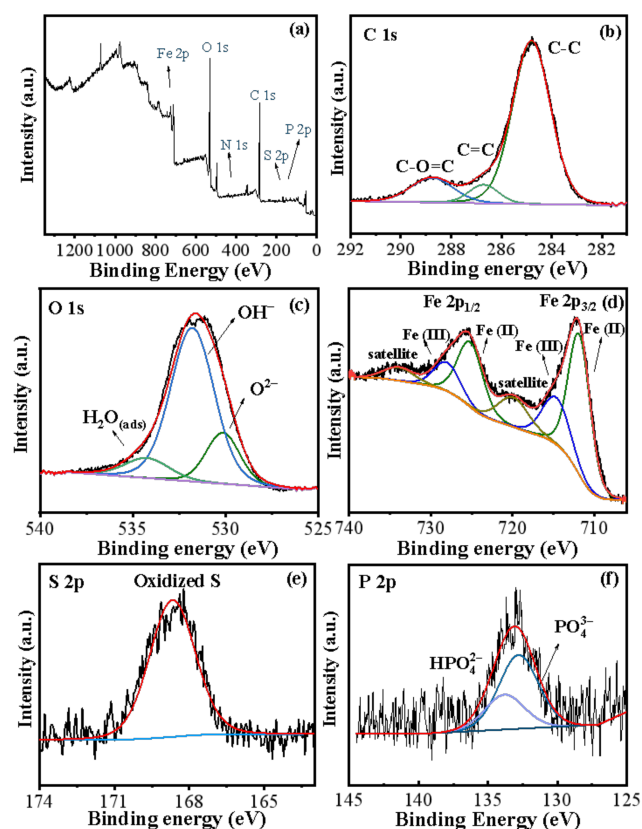 (a)
Fe 2p
O 1s
N 1s
C 1s
S 2p
P 2p
Intensity (a.u.)
1200 1000 800 600 400 200 0
Binding Energy (eV)
C 1s
(b)
C-C
C=C
C-O=C
Intensity (a.u.)
292 290 288 286 284 282
Binding Energy (eV)
O 1s
(c)
OH⁻
O²⁻
H₂O(ads)
Intensity (a.u.)
540 535 530 525
Binding energy (eV)
Fe 2p₁/₂
Fe 2p₃/₂ (d)
Fe (III)
Fe (II)
Fe (III)
Fe (II)
satellite
satellite
Intensity (a.u.)
740 730 720 710
Binding energy (eV)
S 2p
Oxidized S
(e)
Intensity (a.u.)
174 171 168 165
Binding energy (eV)
P 2p
(f)
HPO₄²⁻
PO₄³⁻
Intensity (a.u.)
145 140 135 130 125
Binding energy (eV)